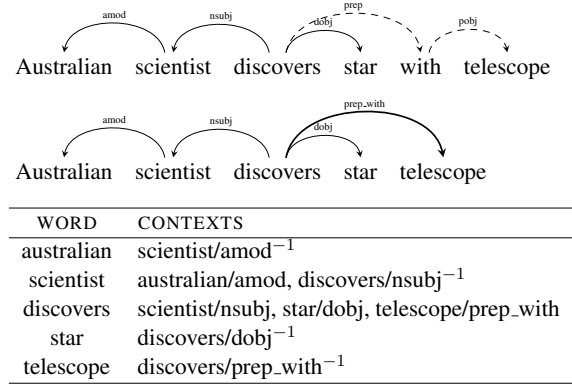 prep
amod nsubj dobj pobj
Australian scientist discovers star with telescope
prep_with
amod nsubj dobj
Australian scientist discovers star telescope
WORD CONTEXTS
australian scientist/amod⁻¹
scientist australian/amod, discovers/nsubj⁻¹
discovers scientist/nsubj, star/dobj, telescope/prep_with
star discovers/dobj⁻¹
telescope discovers/prep_with⁻¹